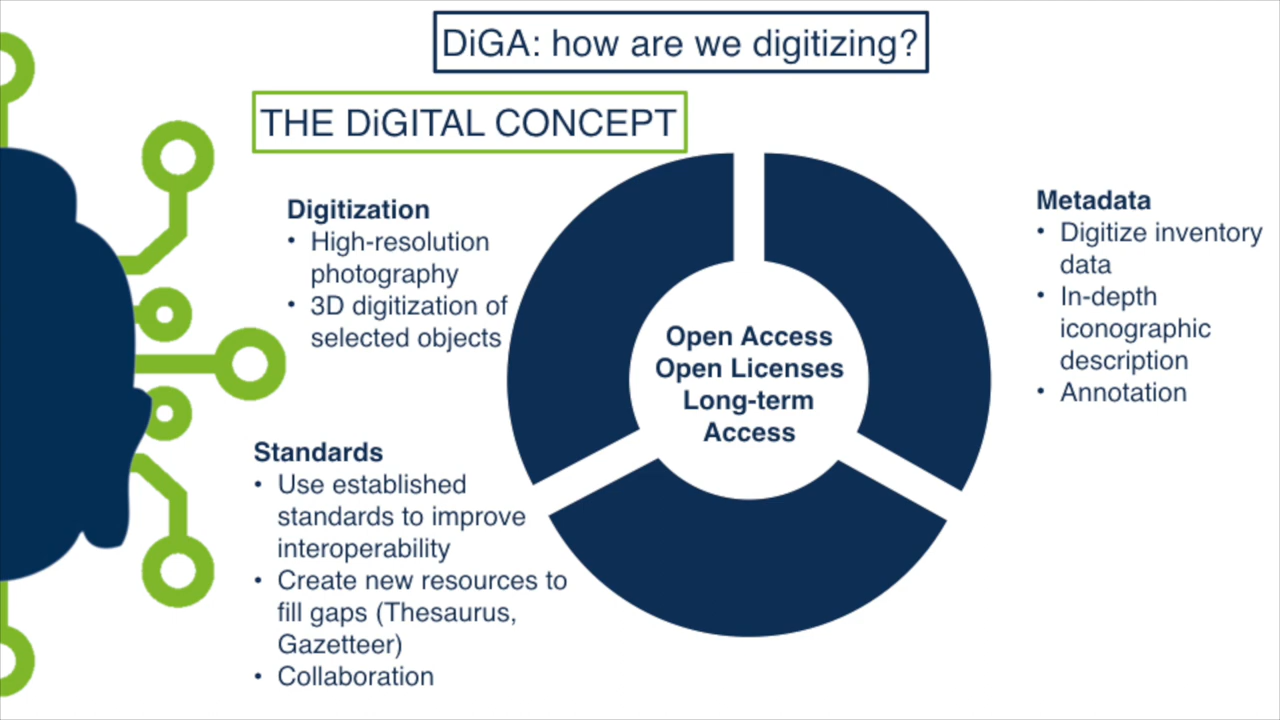 DiGA: how are we digitizing?
THE DiGITAL CONCEPT
Digitization
• High-resolution
photography
• 3D digitization of
selected objects
Standards
• Use established
standards to improve
interoperability
• Create new resources to
fill gaps (Thesaurus,
Gazetteer)
• Collaboration
Open Access
Open Licenses
Long-term
Access
Metadata
• Digitize inventory
data
• In-depth
iconographic
description
• Annotation